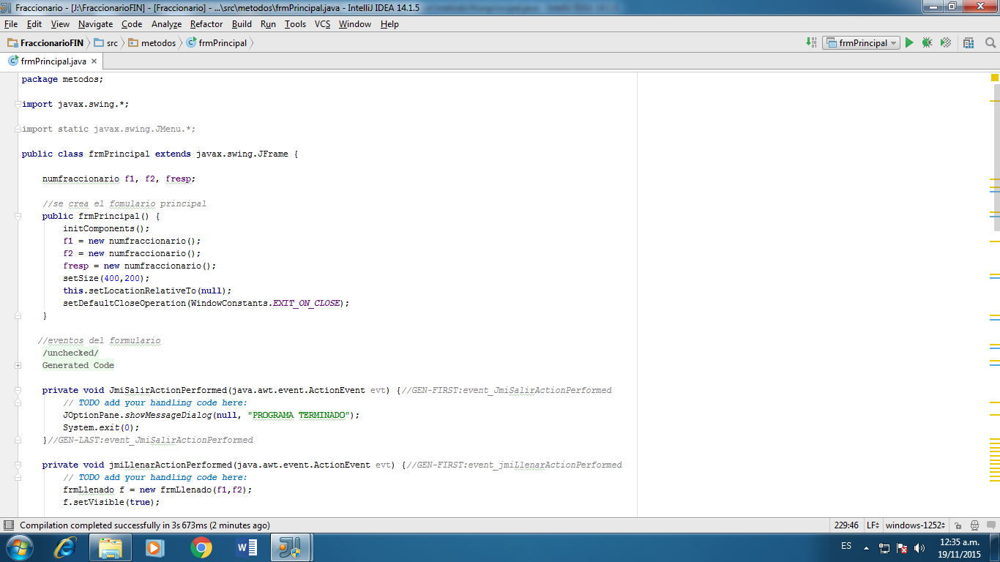 Fraccionario - [J:\FraccionarioFIN] - [Fraccionario] - ...\src\metodos\frmPrincipal.java - IntelliJ IDEA 14.1.5
File Edit View Navigate Code Analyze Refactor Build Run Tools VCS Window Help
FraccionarioFIN src metodos frmPrincipal frmPrincipal
frmPrincipal.java
package metodos;
import javax.swing.*;
import static javax.swing.JMenu.*;
public class frmPrincipal extends javax.swing.JFrame {
numfraccionario f1, f2, fresp;
//se crea el fomulario principal
public frmPrincipal() {
initComponents();
f1 = new numfraccionario();
f2 = new numfraccionario();
fresp = new numfraccionario();
setSize(400,200);
this.setLocationRelativeTo(null);
setDefaultCloseOperation(WindowConstants.EXIT_ON_CLOSE);
}
//eventos del formulario
/unchecked/
Generated Code
private void JmiSalirActionPerformed(java.awt.event.ActionEvent evt) {//GEN-FIRST:event_JmiSalirActionPerformed
// TODO add your handling code here:
JOptionPane.showMessageDialog(null, "PROGRAMA TERMINADO");
System.exit(0);
}//GEN-LAST:event_JmiSalirActionPerformed
private void jmiLlenarActionPerformed(java.awt.event.ActionEvent evt) {//GEN-FIRST:event_jmiLlenarActionPerformed
// TODO add your handling code here:
frmLlenado f = new frmLlenado(f1,f2);
f.setVisible(true);
Compilation completed successfully in 3s 673ms (2 minutes ago) 229:46 LF windows-1252
ES 12:35 a.m.
19/11/2015